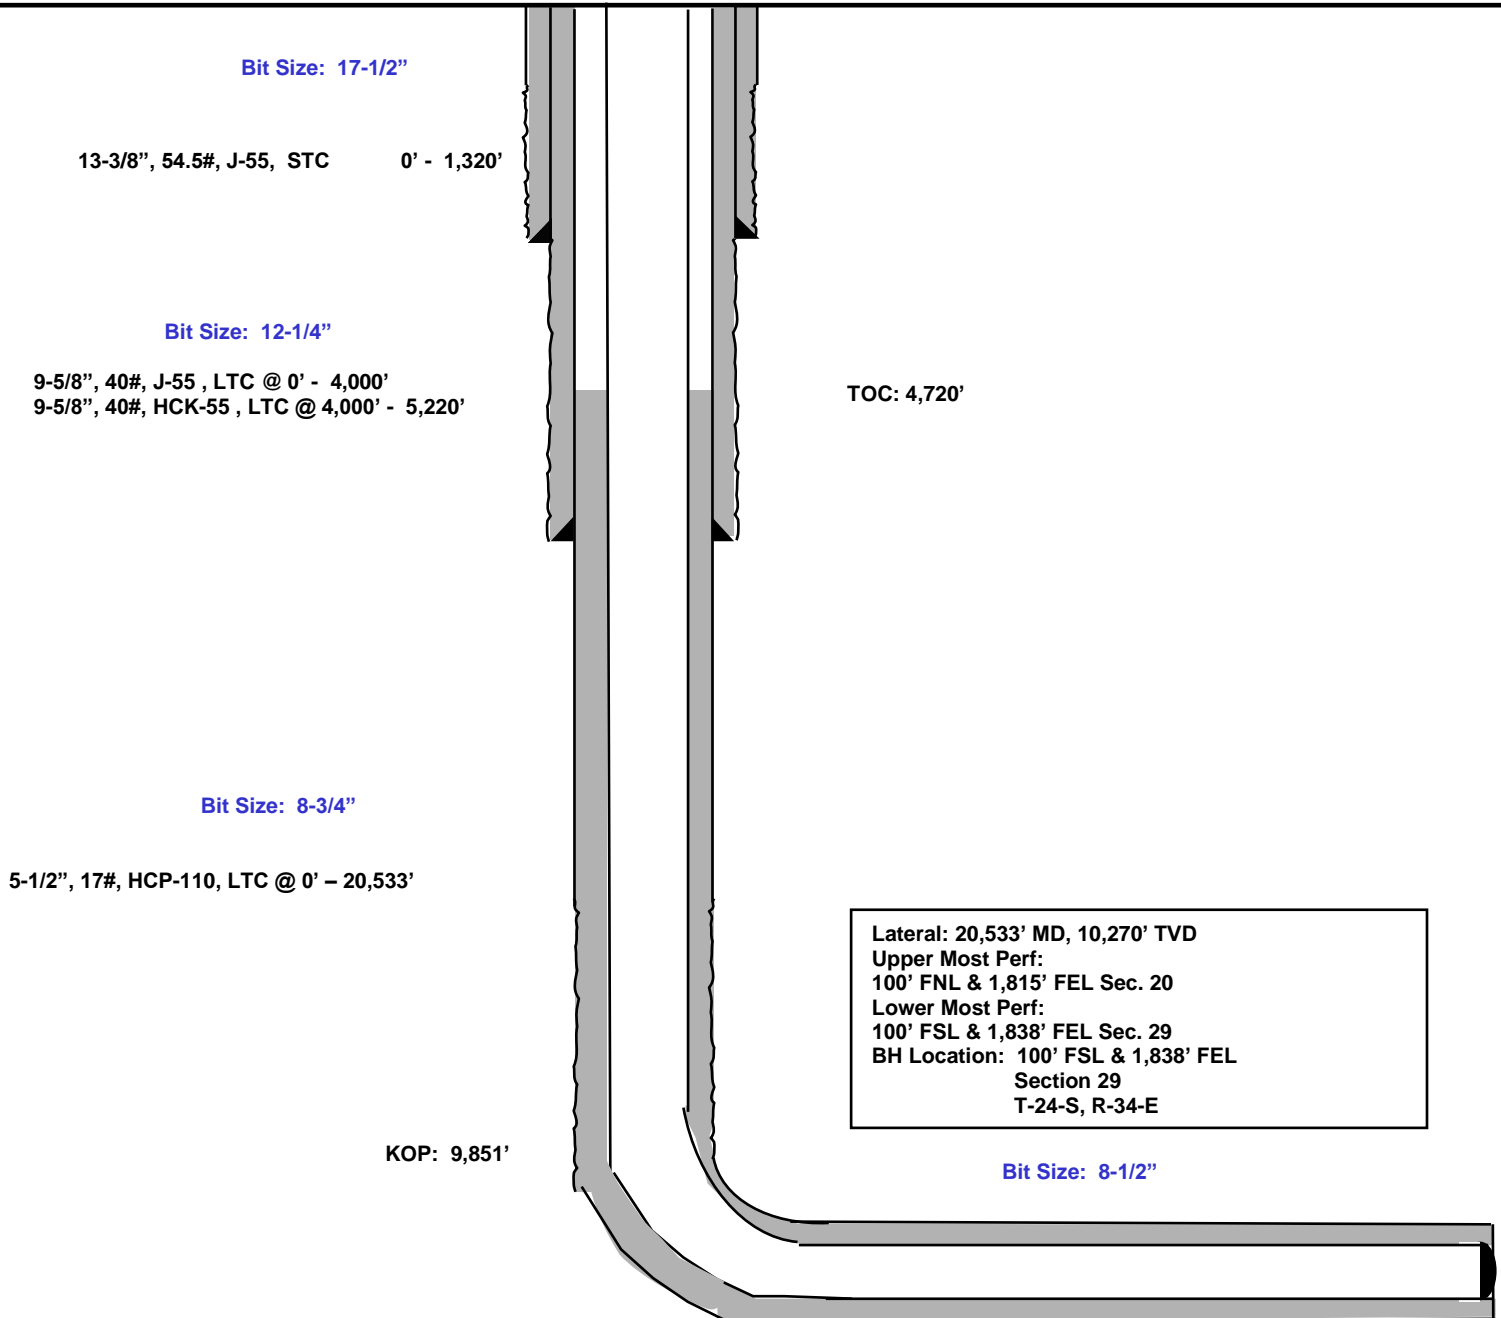 Bit Size: 17-1/2”
13-3/8”, 54.5#, J-55, STC 0’ - 1,320’
Bit Size: 12-1/4”
9-5/8”, 40#, J-55 , LTC @ 0’ - 4,000’
9-5/8”, 40#, HCK-55 , LTC @ 4,000’ - 5,220’
TOC: 4,720’
Bit Size: 8-3/4”
5-1/2”, 17#, HCP-110, LTC @ 0’ – 20,533’
Lateral: 20,533’ MD, 10,270’ TVD
Upper Most Perf:
100’ FNL & 1,815’ FEL Sec. 20
Lower Most Perf:
100’ FSL & 1,838’ FEL Sec. 29
BH Location: 100’ FSL & 1,838’ FEL
Section 29
T-24-S, R-34-E
KOP: 9,851’
Bit Size: 8-1/2”